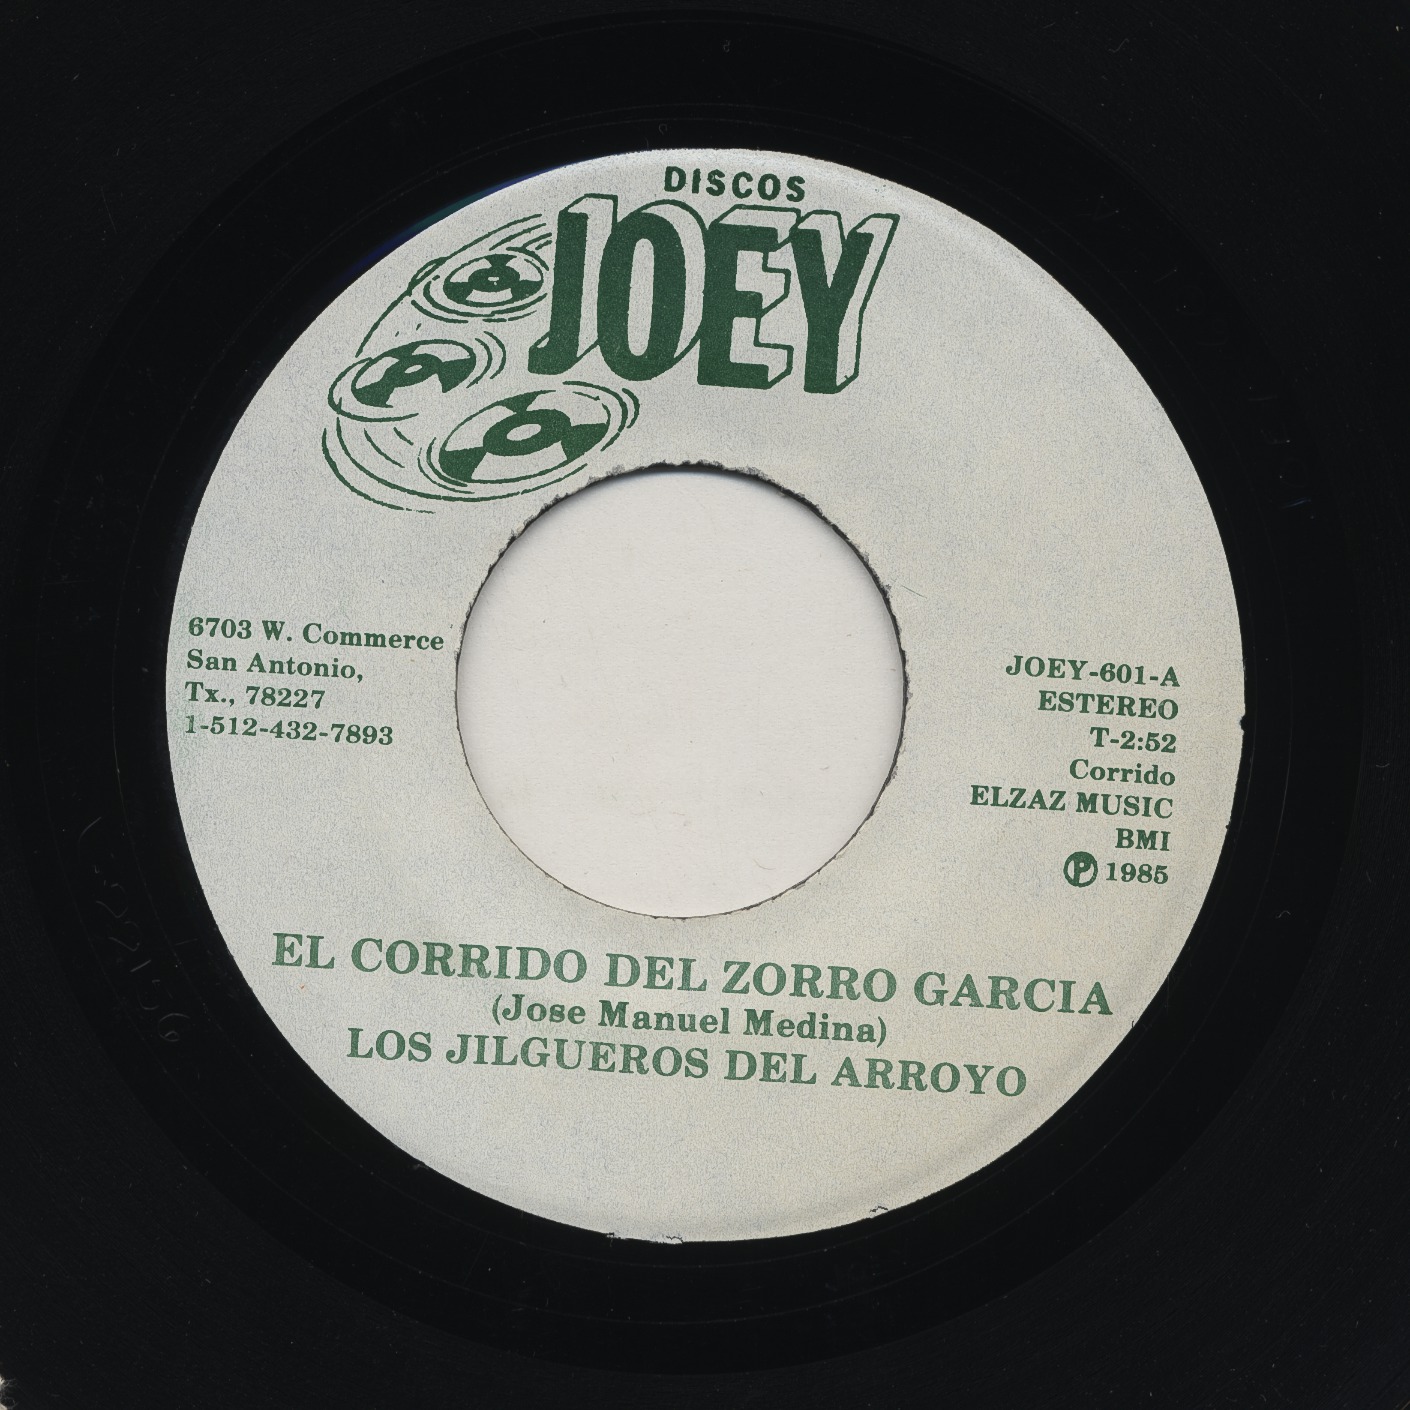 DISCOS
JOEY
6703 W. Commerce
San Antonio,
Tx., 78227
1-512-432-7893
JOEY-601-A
ESTEREO
T-2:52
Corrido
ELZAZ MUSIC
BMI
℗ 1985
EL CORRIDO DEL ZORRO GARCIA
(Jose Manuel Medina)
LOS JILGUEROS DEL ARROYO